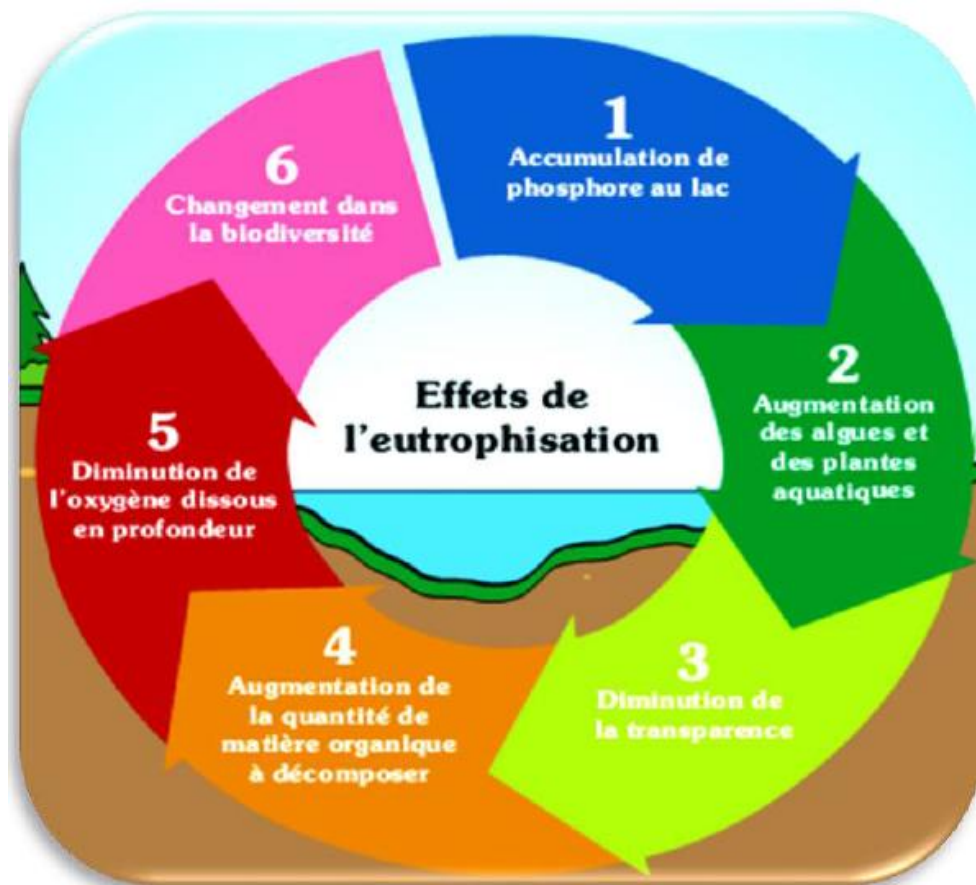 1
Accumulation de
phosphore au lac
2
Augmentation
des algues et
des plantes
aquatiques
3
Diminution de
la transparence
4
Augmentation de
la quantité de
matière organique
à décomposer
5
Diminution de
l'oxygène dissous
en profondeur
6
Changement dans
la biodiversité
Effets de
l'eutrophisation